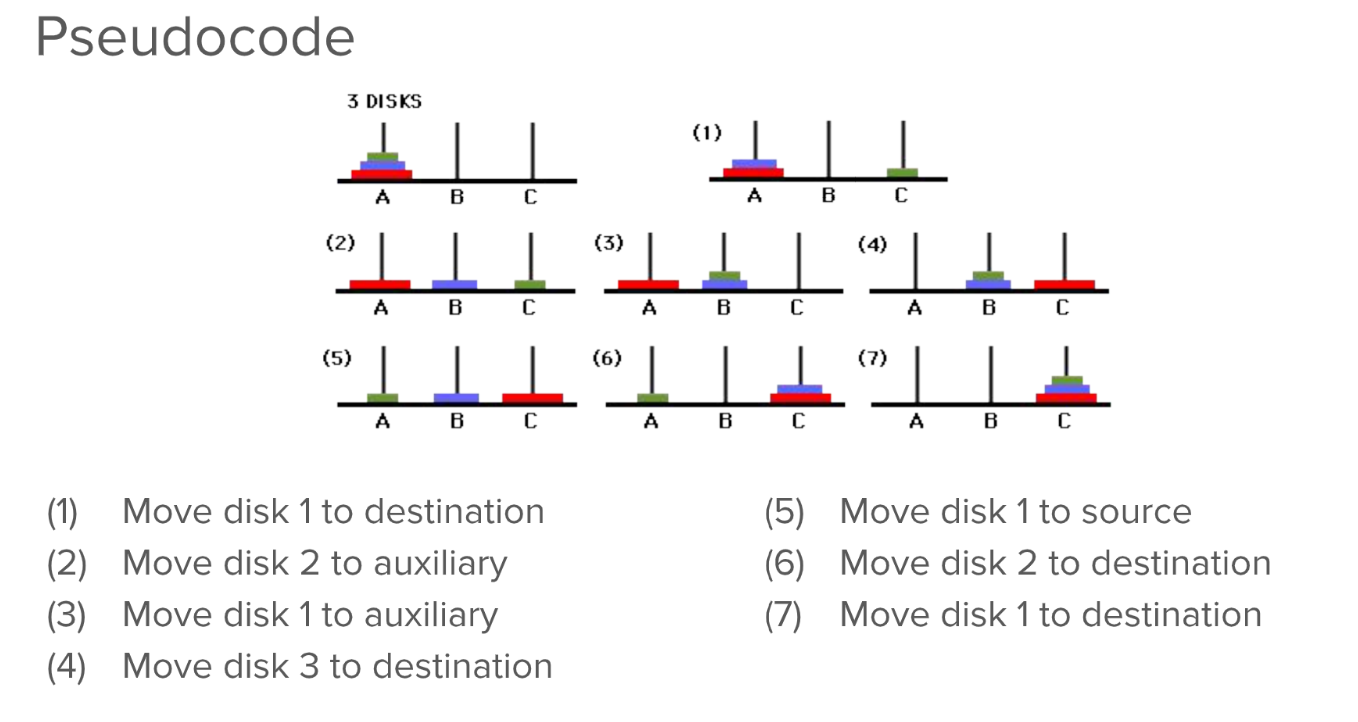 Pseudocode
3 DISKS
A B C
(1)
A B C
(2)
A B C
(3)
A B C
(4)
A B C
(5)
A B C
(6)
A B C
(7)
A B C
(1) Move disk 1 to destination
(2) Move disk 2 to auxiliary
(3) Move disk 1 to auxiliary
(4) Move disk 3 to destination
(5) Move disk 1 to source
(6) Move disk 2 to destination
(7) Move disk 1 to destination